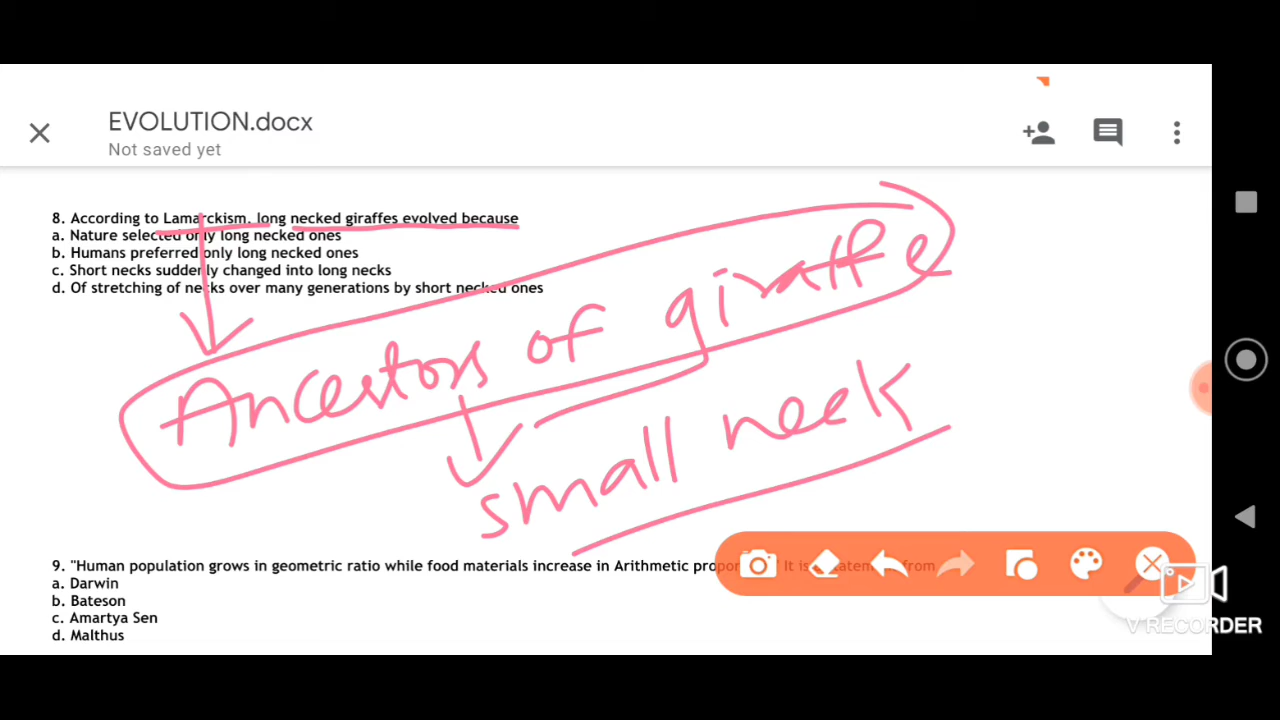 EVOLUTION.docx
Not saved yet
8. According to Lamarckism, long necked giraffes evolved because
a. Nature selected only long necked ones
b. Humans preferred only long necked ones
c. Short necks suddenly changed into long necks
d. Of stretching of necks over many generations by short necked ones
Ancestors of giraffe
small neck
9. "Human population grows in geometric ratio while food materials increase in Arithmetic It is from
a. Darwin
b. Bateson
c. Amartya Sen
d. Malthus
V RECORDER